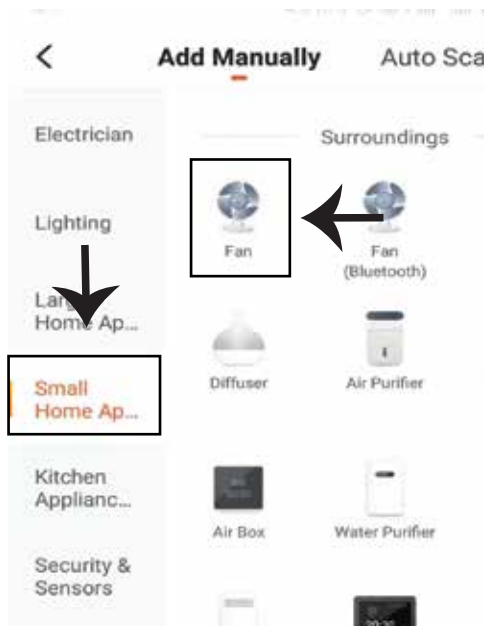 Add Manually
Auto Sca
Electrician
Lighting
Home Ap...
Small
Home Ap...
Kitchen
Applianc...
Security &
Sensors
Surroundings
Fan
Fan
(Bluetooth)
Diffuser
Air Purifier
Air Box
Water Purifier